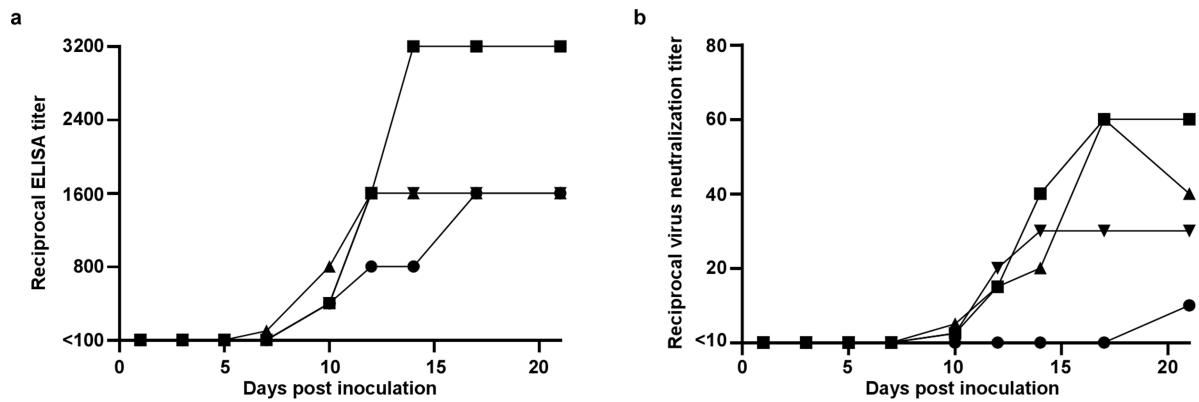 a
3200
2400
1600
800
<100
0 5 10 15 20
Days post inoculation
Reciprocal ELISA titer
b
80
60
40
20
<10
0 5 10 15 20
Days post inoculation
Reciprocal virus neutralization titer